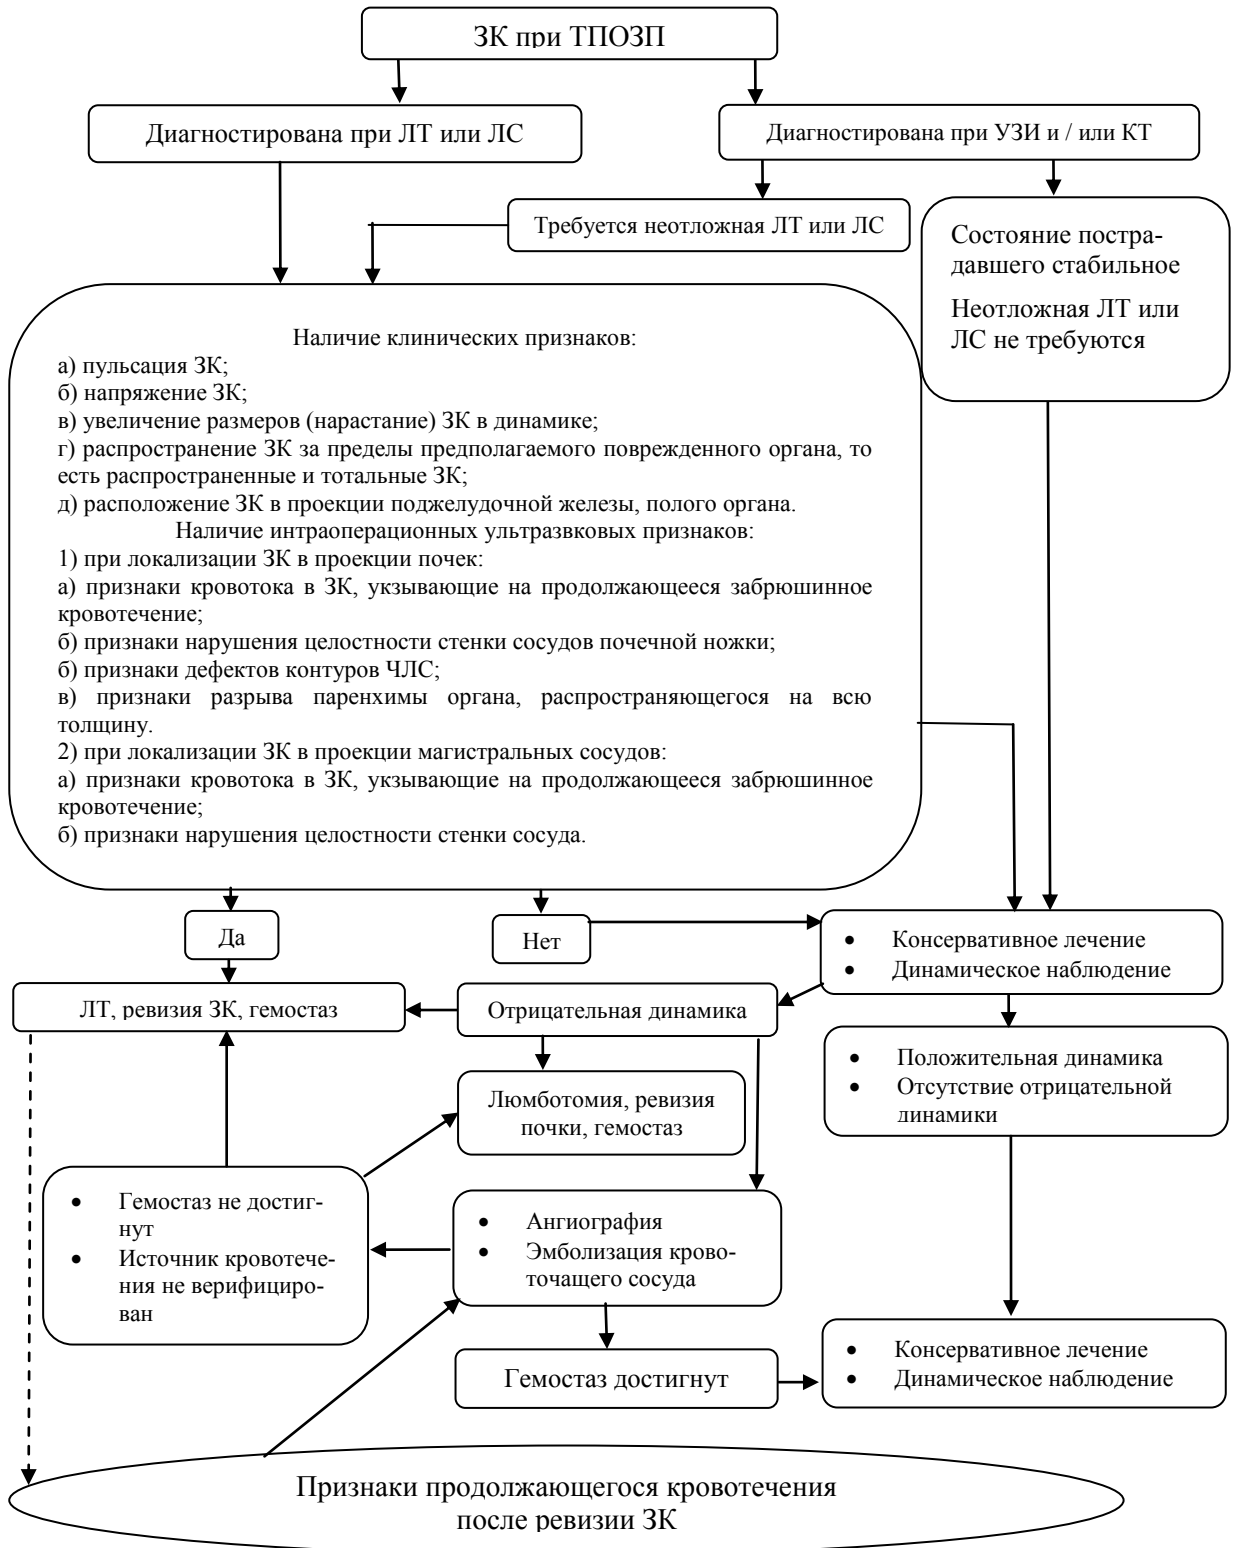 ЗК при ТПОЗП
Диагностирована при ЛТ или ЛС
Диагностирована при УЗИ и / или КТ
Требуется неотложная ЛТ или ЛС
Состояние постра-
давшего стабильное
Неотложная ЛТ или
ЛС не требуются
Наличие клинических признаков:
а) пульсация ЗК;
б) напряжение ЗК;
в) увеличение размеров (нарастание) ЗК в динамике;
г) распространение ЗК за пределы предполагаемого поврежденного органа, то
есть распространенные и тотальные ЗК;
д) расположение ЗК в проекции поджелудочной железы, полого органа.
Наличие интраоперационных ультразвковых признаков:
1) при локализации ЗК в проекции почек:
а) признаки кровотока в ЗК, укзывающие на продолжающееся забрюшинное
кровотечение;
б) признаки нарушения целостности стенки сосудов почечной ножки;
б) признаки дефектов контуров ЧЛС;
в) признаки разрыва паренхимы органа, распространяющегося на всю
толщину.
2) при локализации ЗК в проекции магистральных сосудов:
а) признаки кровотока в ЗК, укзывающие на продолжающееся забрюшинное
кровотечение;
б) признаки нарушения целостности стенки сосуда.
Да
Нет
• Консервативное лечение
• Динамическое наблюдение
ЛТ, ревизия ЗК, гемостаз
Отрицательная динамика
• Положительная динамика
• Отсутствие отрицательной
динамики
Люмботомия, ревизия
почки, гемостаз
• Гемостаз не достиг-
нут
• Источник кровотече-
ния не верифициро-
ван
• Ангиография
• Эмболизация крово-
точащего сосуда
Гемостаз достигнут
• Консервативное лечение
• Динамическое наблюдение
Признаки продолжающегося кровотечения
после ревизии ЗК